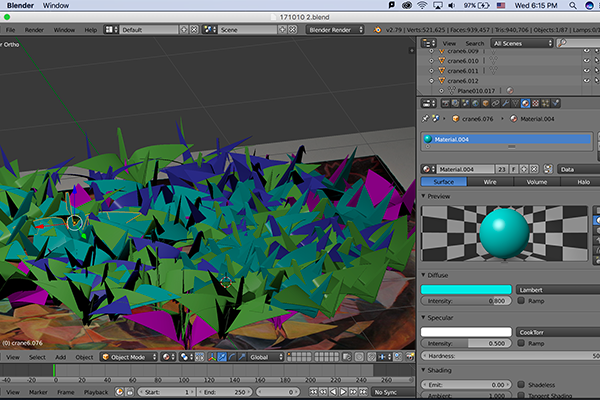 Blender Window 97% Wed 6:15 PM
171010 2.blend
File Render Window Help Default Scene Blender Render v2.79 | Verts:521,625 | Faces:939,457 | Tris:940,706 | Objects:1/87 | Lamps:0/
er Ortho
View Search All Scenes
crane6.009
crane6.010
crane6.011
crane6.012
Plane010.017
crane6.076 Material.004
Material.004
Material.004 23 F Data
Surface Wire Volume Halo
Preview
Diffuse
Lambert
Intensity: 0.800 Ramp
Specular
CookTorr
Intensity: 0.500 Ramp
Hardness: 50
Shading
Emit: 0.00 Shadeless
Ambient: 1.000 Tangent Shading
(0) crane6.076
View Select Add Object Object Mode Global
-40 -20 0 20 40 60 80 100 120 140 160 180 200 220 240 260
View Marker Frame Playback Start: 1 End: 250 0 No Sync